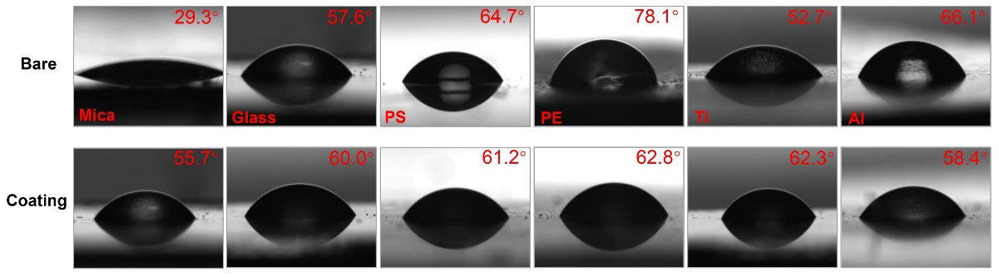 29.3° 57.6° 64.7° 78.1° 52.7° 66.1°
Bare
Mica Glass PS PE Ti Al
55.7° 60.0° 61.2° 62.8° 62.3° 58.4°
Coating